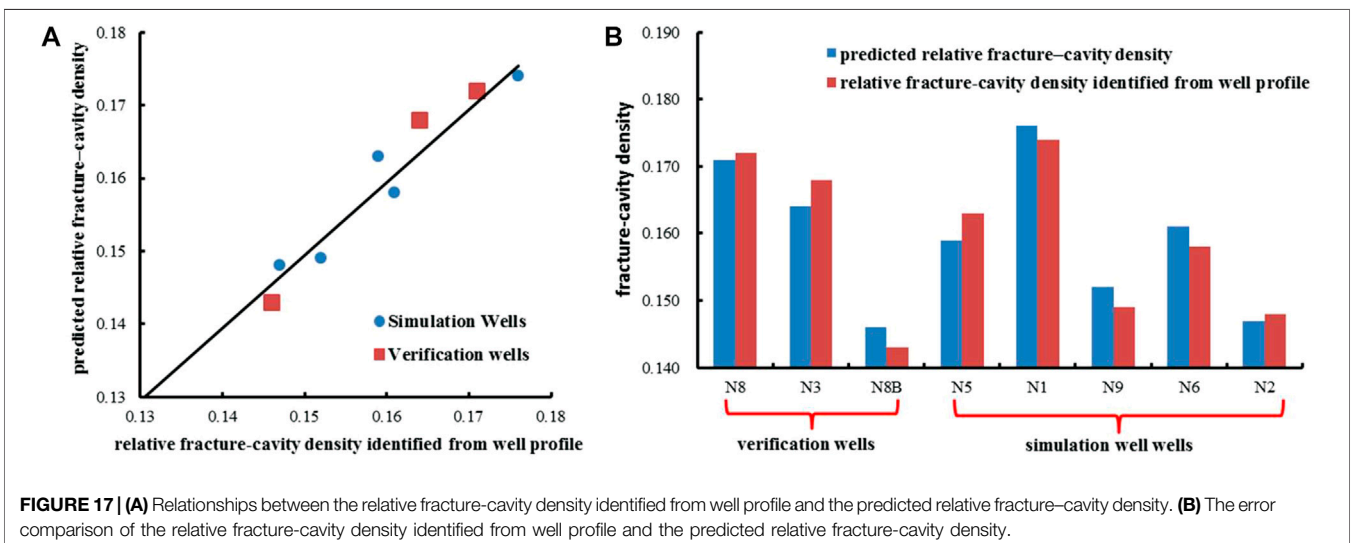 A
predicted relative fracture–cavity density
0.18
0.17
0.16
0.15
0.14
0.13
Simulation Wells
Verification wells
0.13 0.14 0.15 0.16 0.17 0.18
relative fracture-cavity density identified from well profile
B
fracture-cavity density
0.190
0.180
0.170
0.160
0.150
0.140
predicted relative fracture–cavity density
relative fracture-cavity density identified from well profile
N8 N3 N8B N5 N1 N9 N6 N2
verification wells simulation well wells
FIGURE 17 | (A) Relationships between the relative fracture-cavity density identified from well profile and the predicted relative fracture–cavity density. (B) The error
comparison of the relative fracture-cavity density identified from well profile and the predicted relative fracture-cavity density.